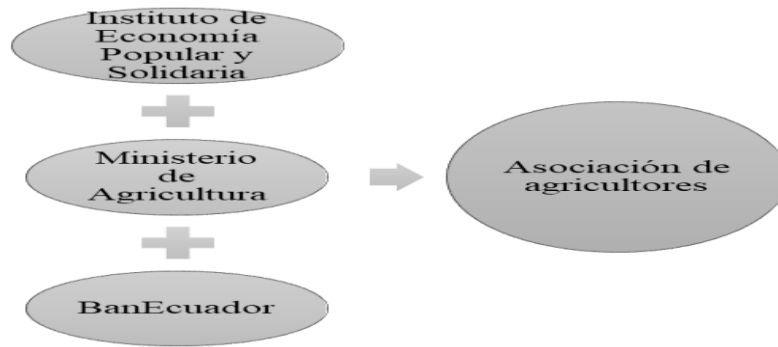 Instituto de
Economía
Popular y
Solidaria
Ministerio
de
Agricultura
BanEcuador
Asociación de
agricultores